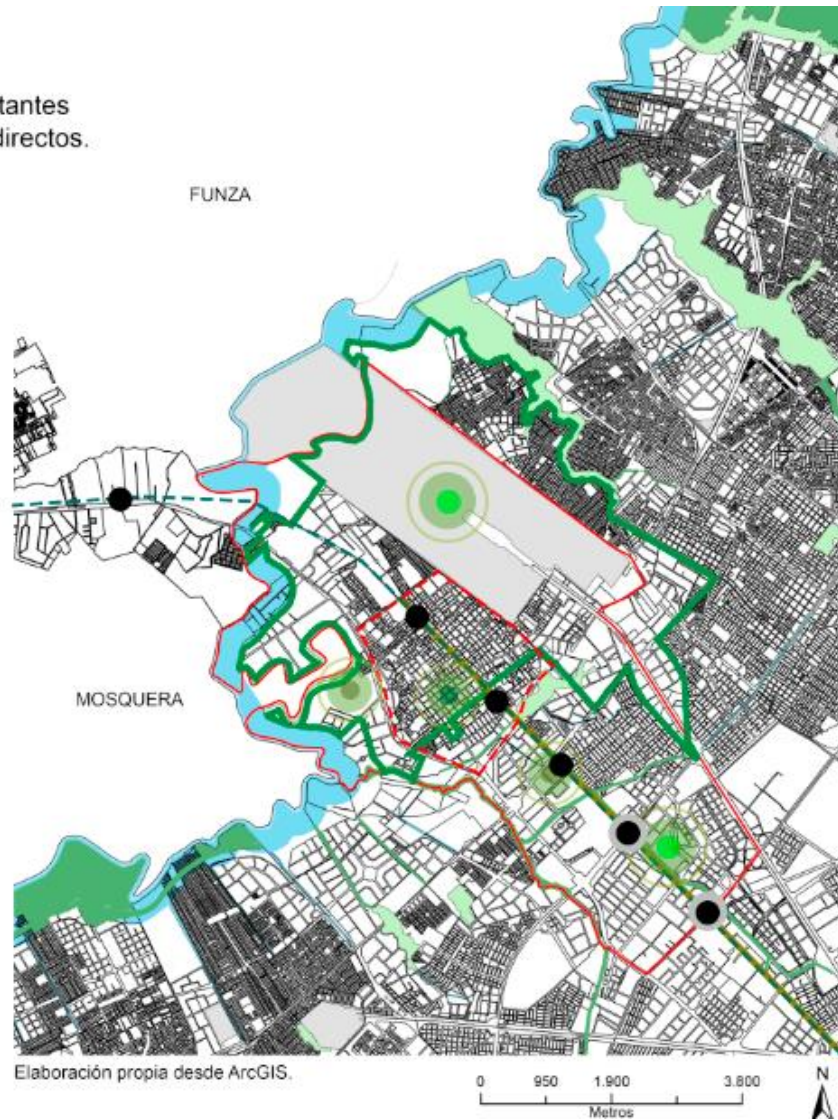 tantes
directos.
FUNZA
MOSQUERA
Elaboración propia desde ArcGIS.
0 950 1.900 3.800
Metros
N